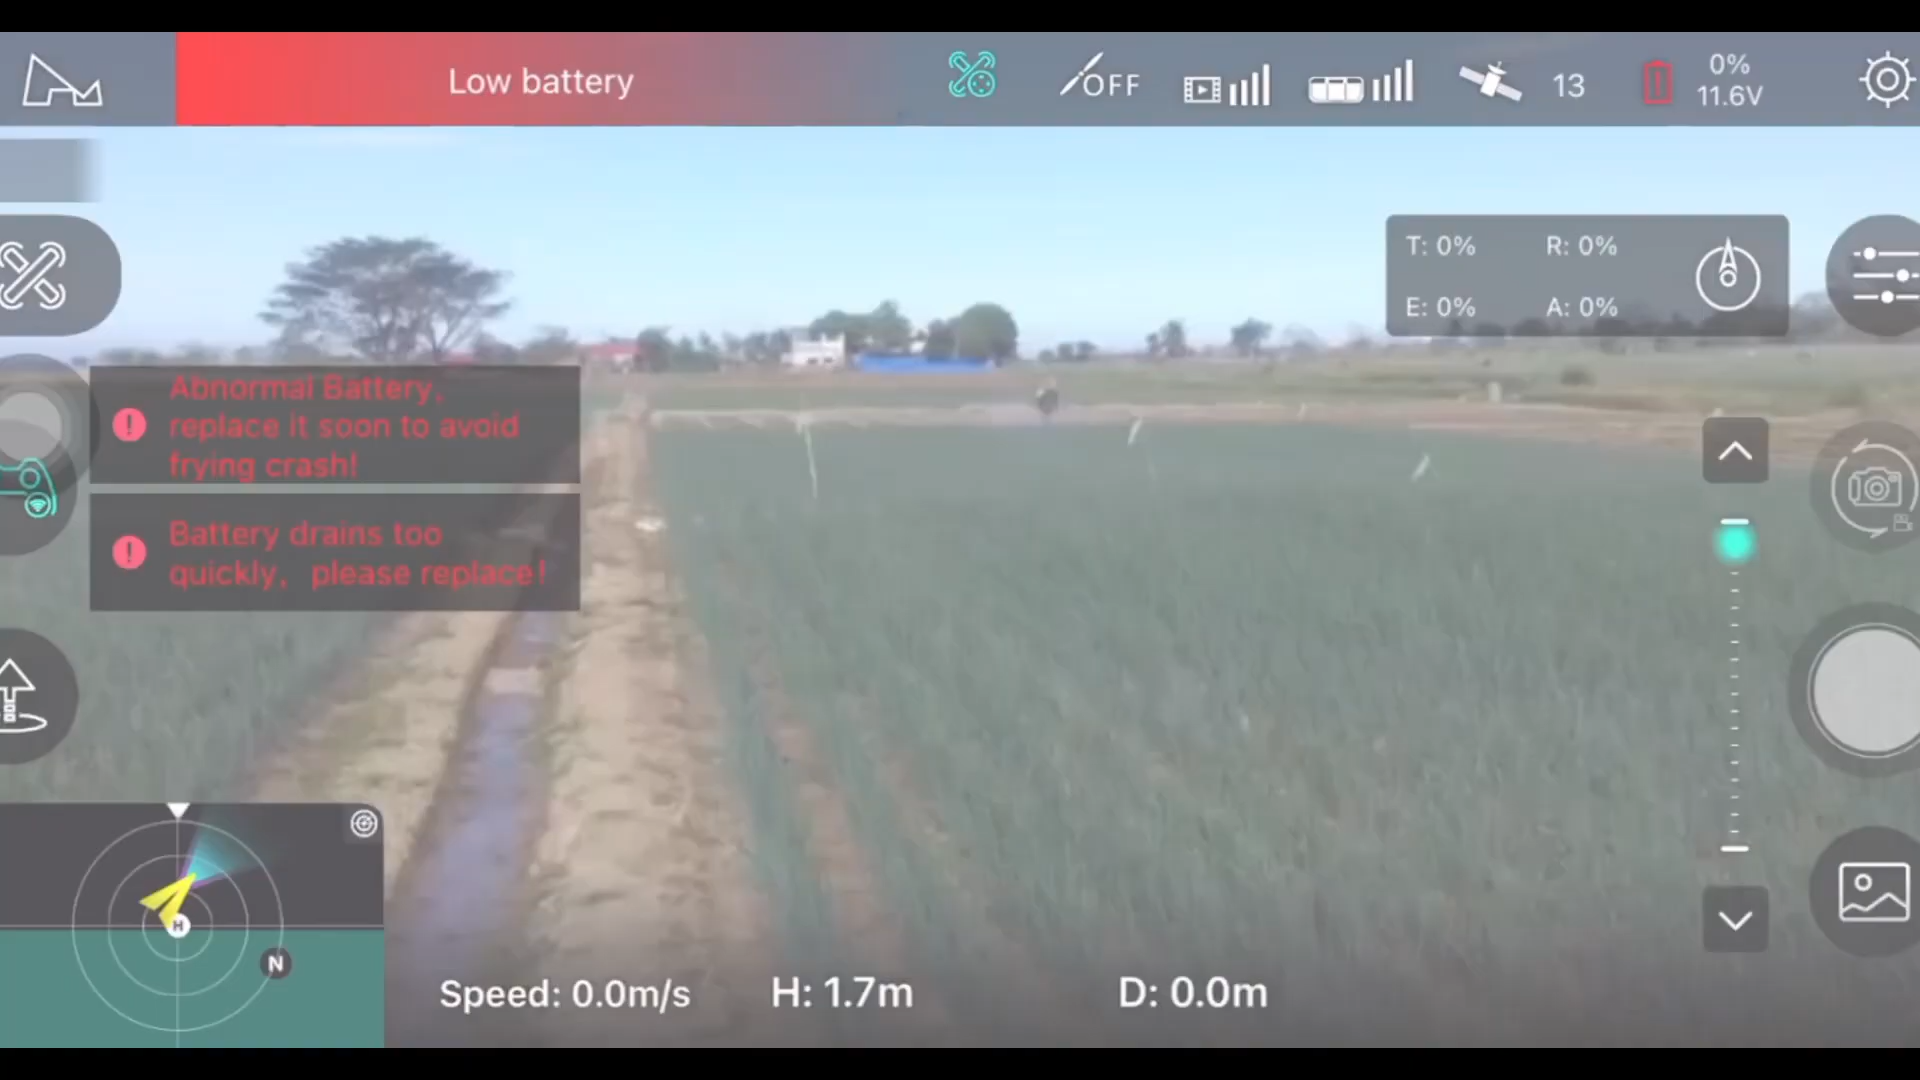 Low battery
OFF
13
0%
11.6V
T: 0%
R: 0%
E: 0%
A: 0%
Abnormal Battery,
replace it soon to avoid
frying crash!
Battery drains too
quickly, please replace!
H
N
Speed: 0.0m/s
H: 1.7m
D: 0.0m